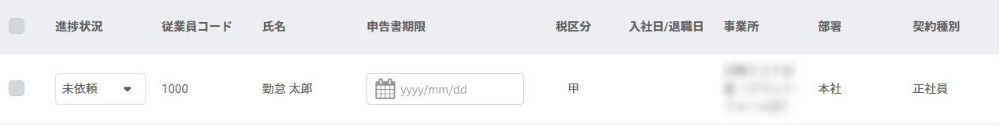 進捗状況 従業員コード 氏名 申告書期限 税区分 入社日/退職日 事業所 部署 契約種別
未依頼 1000 勤怠 太郎 yyyy/mm/dd 甲 本社 正社員